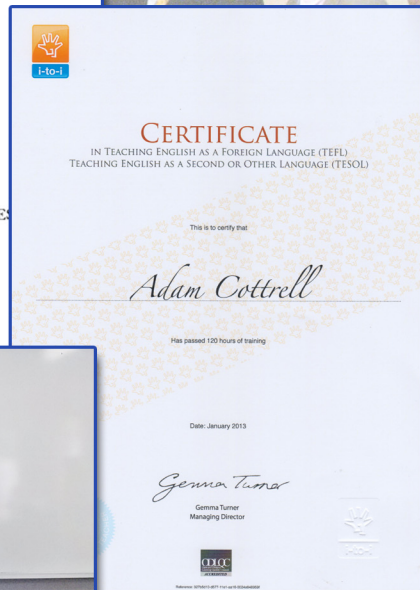 i-to-i
CERTIFICATE
IN TEACHING ENGLISH AS A FOREIGN LANGUAGE (TEFL)
TEACHING ENGLISH AS A SECOND OR OTHER LANGUAGE (TESOL)
This is to certify that
Adam Cottrell
Has passed 120 hours of training
Date: January 2013
Gemma Turner
Gemma Turner
Managing Director
ODLQC
i-to-i